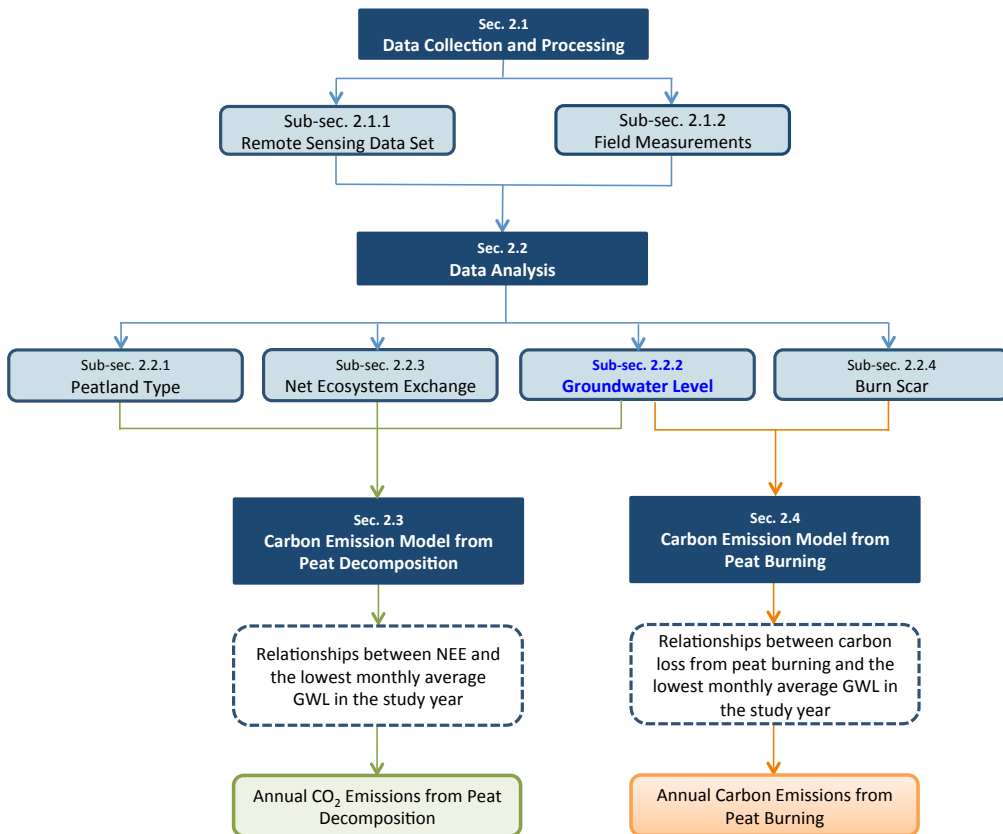 Sec. 2.1
Data Collection and Processing
Sub-sec. 2.1.1
Remote Sensing Data Set
Sub-sec. 2.1.2
Field Measurements
Sec. 2.2
Data Analysis
Sub-sec. 2.2.1
Peatland Type
Sub-sec. 2.2.3
Net Ecosystem Exchange
Sub-sec. 2.2.2
Groundwater Level
Sub-sec. 2.2.4
Burn Scar
Sec. 2.3
Carbon Emission Model from
Peat Decomposition
Sec. 2.4
Carbon Emission Model from
Peat Burning
Relationships between NEE and
the lowest monthly average
GWL in the study year
Relationships between carbon
loss from peat burning and the
lowest monthly average GWL in
the study year
Annual CO₂ Emissions from Peat
Decomposition
Annual Carbon Emissions from
Peat Burning